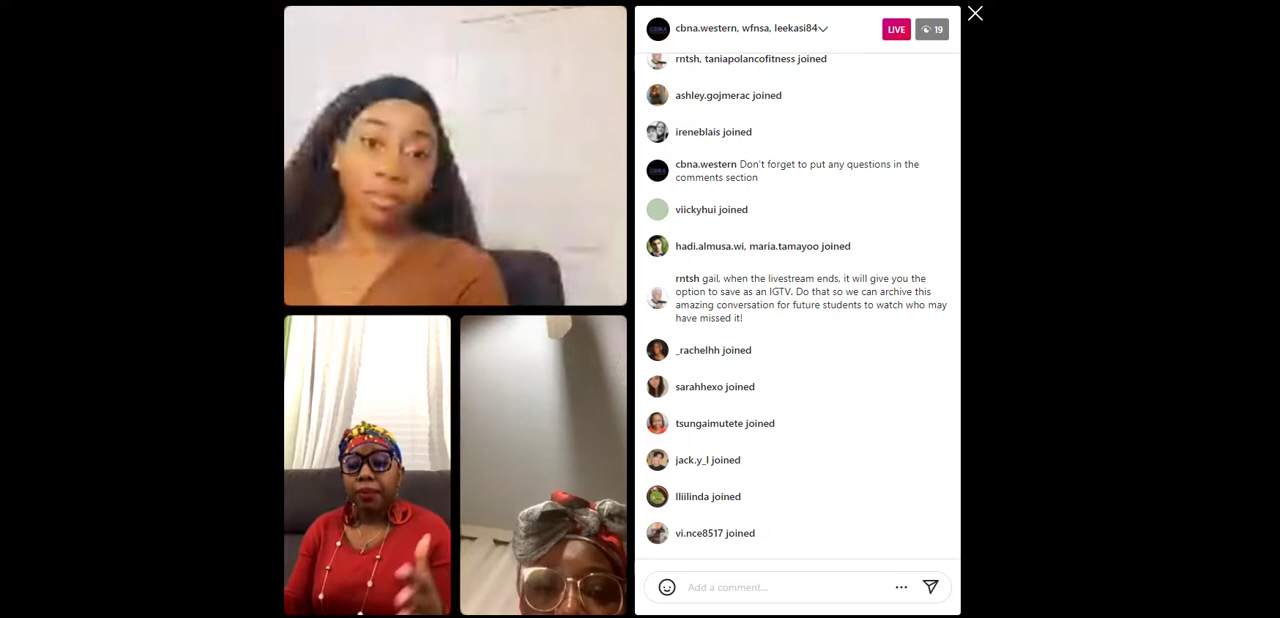 cbna.western, wfnsa, leekasi84
LIVE
19
rntsh, taniapolancofitness joined
ashley.gojmerac joined
ireneblais joined
cbna.western Don't forget to put any questions in the
comments section
viickyhui joined
hadi.almusa.wi, maria.tamayoo joined
rntsh gail, when the livestream ends, it will give you the
option to save as an IGTV. Do that so we can archive this
amazing conversation for future students to watch who may
have missed it!
_rachelhh joined
sarahhexo joined
tsungaimutete joined
jack.y_l joined
lliilinda joined
vi.nce8517 joined
Add a comment...